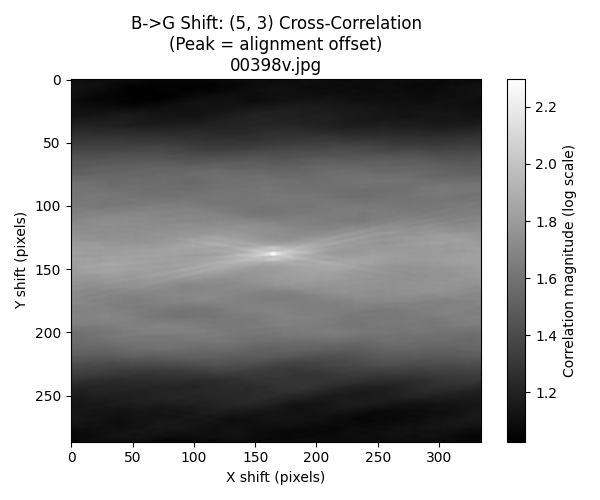 B->G Shift: (5, 3) Cross-Correlation
(Peak = alignment offset)
00398v.jpg
0
50
100
150
200
250
Y shift (pixels)
0 50 100 150 200 250 300
X shift (pixels)
2.2
2.0
1.8
1.6
1.4
1.2
Correlation magnitude (log scale)